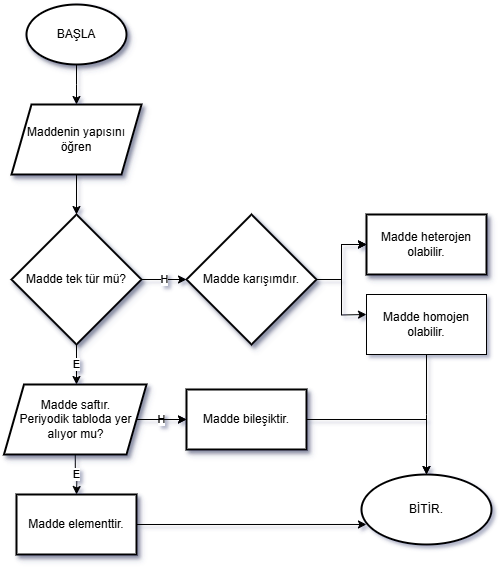 BAŞLA
Maddenin yapısını
öğren
Madde tek tür mü?
H
Madde karışımdır.
Madde heterojen
olabilir.
Madde homojen
olabilir.
E
Madde saftır.
Periyodik tabloda yer
alıyor mu?
H
Madde bileşiktir.
E
Madde elementtir.
BİTİR.